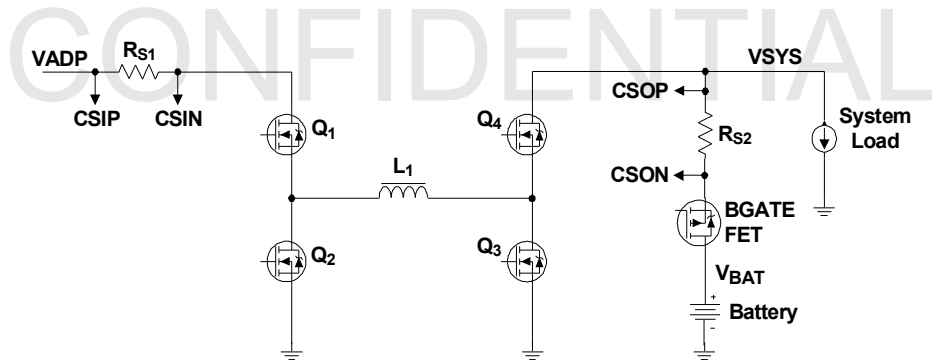 CONFIDENTIAL
VADP
RS1
CSIP
CSIN
Q1
Q2
L1
Q4
Q3
VSYS
CSOP
RS2
CSON
BGATE
FET
VBAT
+
Battery
-
System
Load